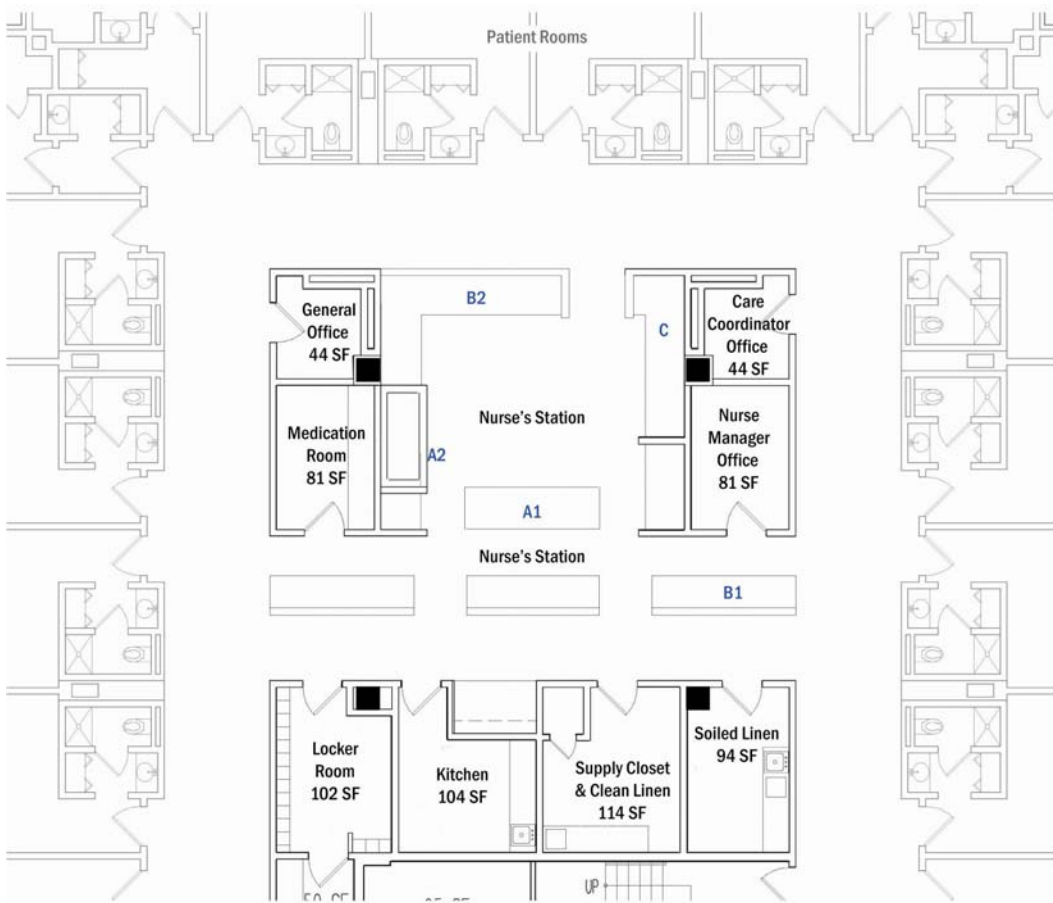 Patient Rooms
General
Office
44 SF
B2
C
Care
Coordinator
Office
44 SF
Medication
Room
81 SF
A2
Nurse's Station
Nurse
Manager
Office
81 SF
A1
Nurse's Station
B1
Locker
Room
102 SF
Kitchen
104 SF
Supply Closet
& Clean Linen
114 SF
Soiled Linen
94 SF
UP